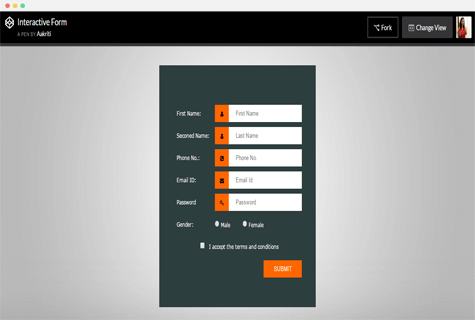 Interactive Form
A PEN BY Aakriti
Fork
Change View
First Name:
First Name
Seconed Name:
Last Name
Phone No.:
Phone No.
Email ID:
Email id
Password
Password
Gender:
Male
Female
I accept the terms and conditions
SUBMIT